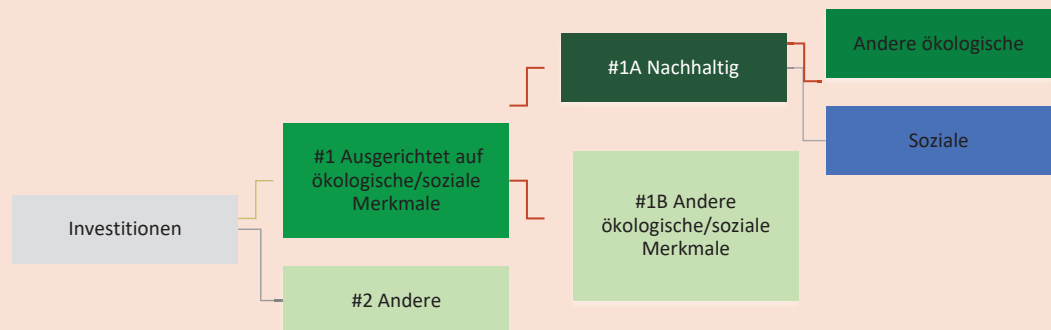 Investitionen
#1 Ausgerichtet auf
ökologische/soziale
Merkmale
#2 Andere
#1A Nachhaltig
#1B Andere
ökologische/soziale
Merkmale
Andere ökologische
Soziale